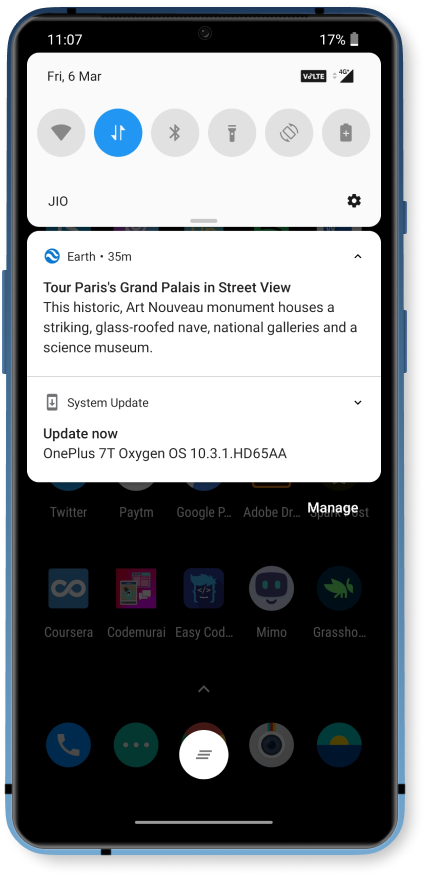 11:07
17%
Fri, 6 Mar
VoLTE
4G+
JIO
Earth • 35m
Tour Paris's Grand Palais in Street View
This historic, Art Nouveau monument houses a
striking, glass-roofed nave, national galleries and a
science museum.
System Update
Update now
OnePlus 7T Oxygen OS 10.3.1.HD65AA
Manage
Twitter
Paytm
Google P...
Adobe Dr...
Coursera
Codemurai
Easy Cod...
Mimo
Grassho...